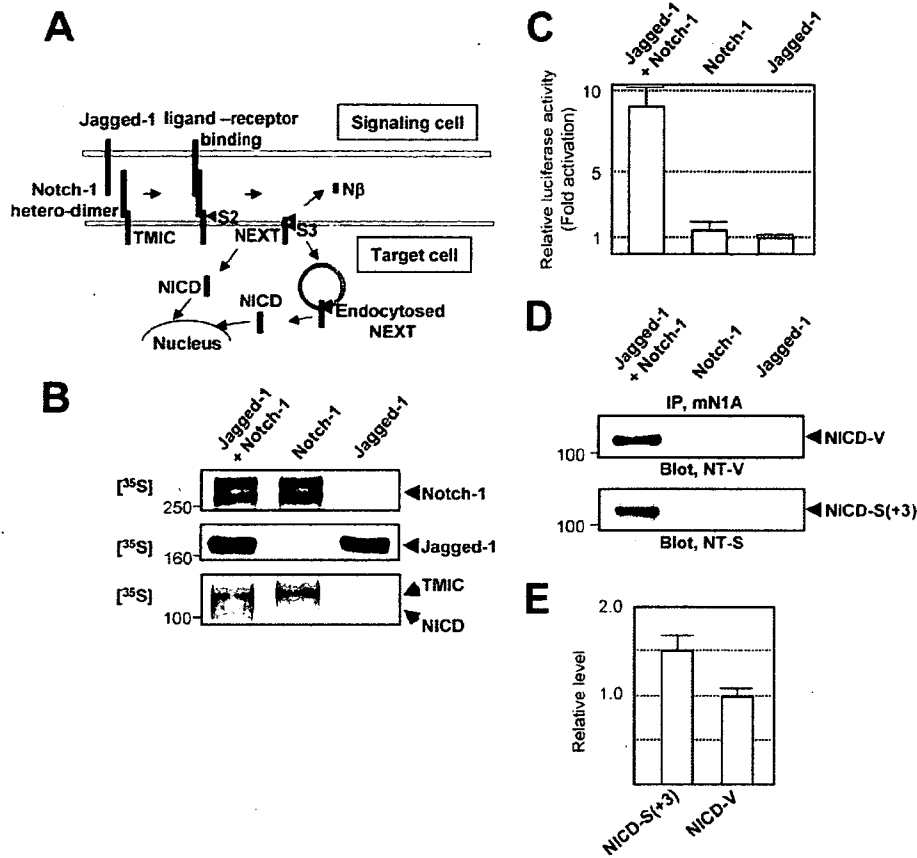 A
Jagged-1 ligand –receptor
binding
Signaling cell
Notch-1
hetero-dimer
TMIC
S2
NEXT
S3
Nβ
Target cell
NICD
NICD
Endocytosed
NEXT
Nucleus
B
Jagged-1
+ Notch-1
Notch-1
Jagged-1
[35S]
250
Notch-1
[35S]
160
Jagged-1
[35S]
100
TMIC
NICD
C
Jagged-1
+ Notch-1
Notch-1
Jagged-1
Relative luciferase activity
(Fold activation)
10
5
1
D
Jagged-1
+ Notch-1
Notch-1
Jagged-1
IP, mN1A
100
NICD-V
Blot, NT-V
100
NICD-S(+3)
Blot, NT-S
E
Relative level
2.0
1.0
NICD-S(+3)
NICD-V